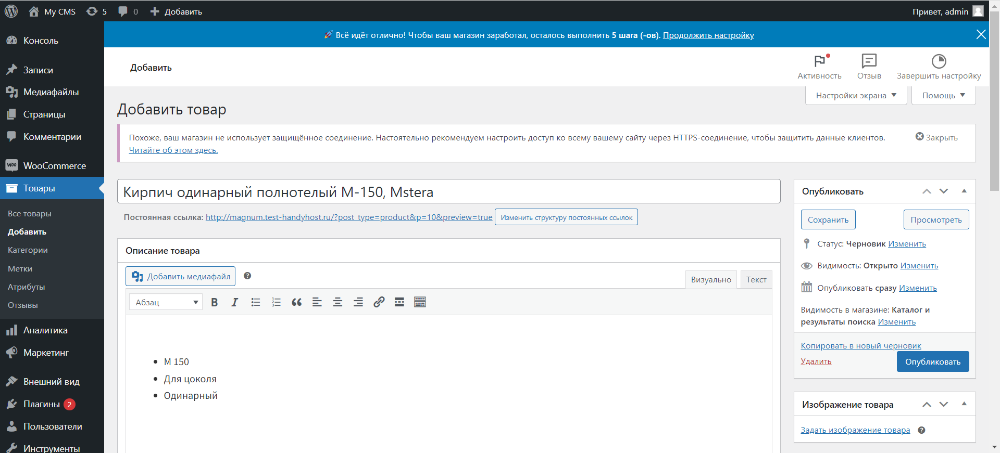 My CMS 5 0 Добавить Привет, admin
Консоль
Записи
Медиафайлы
Страницы
Комментарии
WooCommerce
Товары
Все товары
Добавить
Категории
Метки
Атрибуты
Отзывы
Аналитика
Маркетинг
Внешний вид
Плагины 2
Пользователи
Инструменты
Всё идёт отлично! Чтобы ваш магазин заработал, осталось выполнить 5 шага (-ов). Продолжить настройку
Добавить
Активность Отзыв Завершить настройку
Настройки экрана Помощь
Добавить товар
Похоже, ваш магазин не использует защищённое соединение. Настоятельно рекомендуем настроить доступ ко всему вашему сайту через HTTPS-соединение, чтобы защитить данные клиентов.
Читайте об этом здесь.
Закрыть
Кирпич одинарный полнотелый М-150, Mstera
Постоянная ссылка: http://magnum.test-handyhost.ru/?post_type=product&p=10&preview=true Изменить структуру постоянных ссылок
Описание товара
Добавить медиафайл
Визуально Текст
Абзац
М 150
Для цоколя
Одинарный
Опубликовать
Сохранить Просмотреть
Статус: Черновик Изменить
Видимость: Открыто Изменить
Опубликовать сразу Изменить
Видимость в магазине: Каталог и
результаты поиска Изменить
Копировать в новый черновик
Удалить Опубликовать
Изображение товара
Задать изображение товара